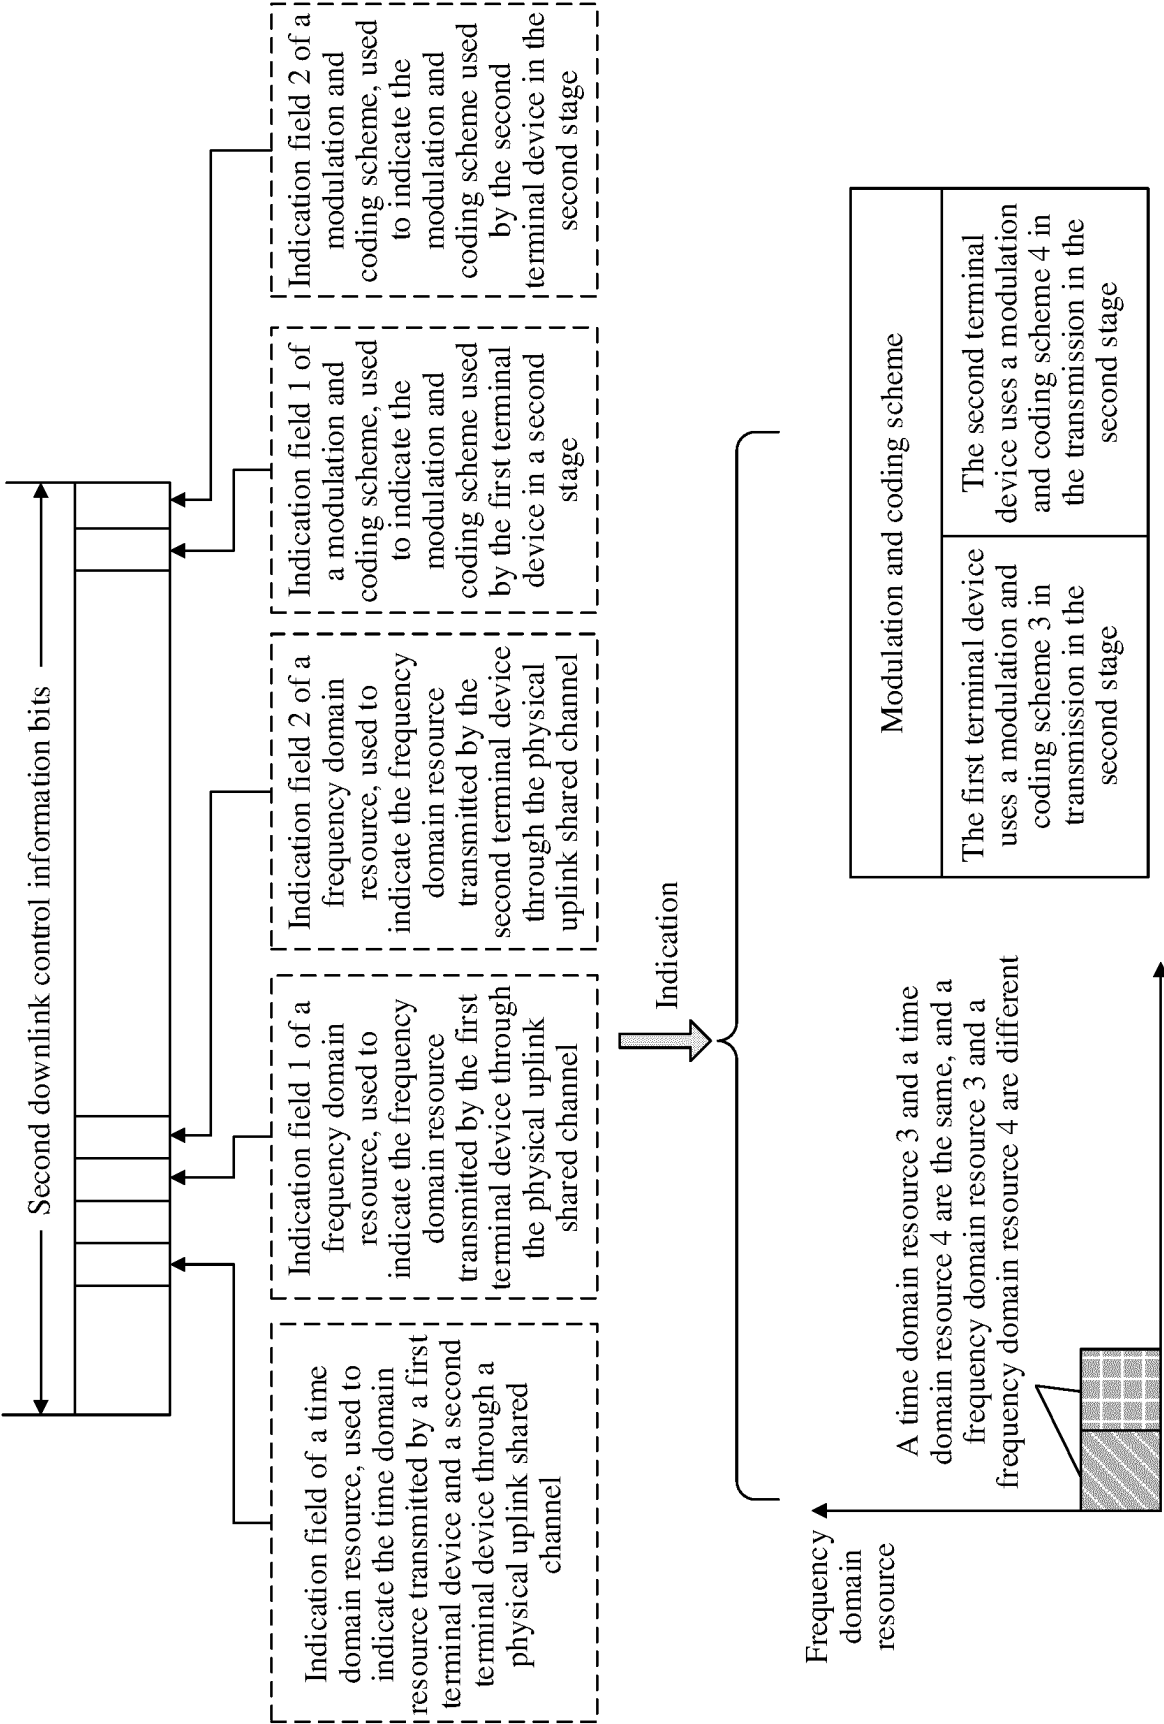 Second downlink control information bits
Indication field of a time
domain resource, used to
indicate the time domain
resource transmitted by a first
terminal device and a second
terminal device through a
physical uplink shared
channel
Indication field 1 of a
frequency domain
resource, used to
indicate the frequency
domain resource
transmitted by the first
terminal device through
the physical uplink
shared channel
Indication field 2 of a
frequency domain
resource, used to
indicate the frequency
domain resource
transmitted by the
second terminal device
through the physical
uplink shared channel
Indication field 1 of
a modulation and
coding scheme, used
to indicate the
modulation and
coding scheme used
by the first terminal
device in a second
stage
Indication field 2 of a
modulation and
coding scheme, used
to indicate the
modulation and
coding scheme used
by the second
terminal device in the
second stage
Indication
Frequency
domain
resource
A time domain resource 3 and a time
domain resource 4 are the same, and a
frequency domain resource 3 and a
frequency domain resource 4 are different
Modulation and coding scheme
The first terminal device
uses a modulation and
coding scheme 3 in
transmission in the
second stage
The second terminal
device uses a modulation
and coding scheme 4 in
the transmission in the
second stage